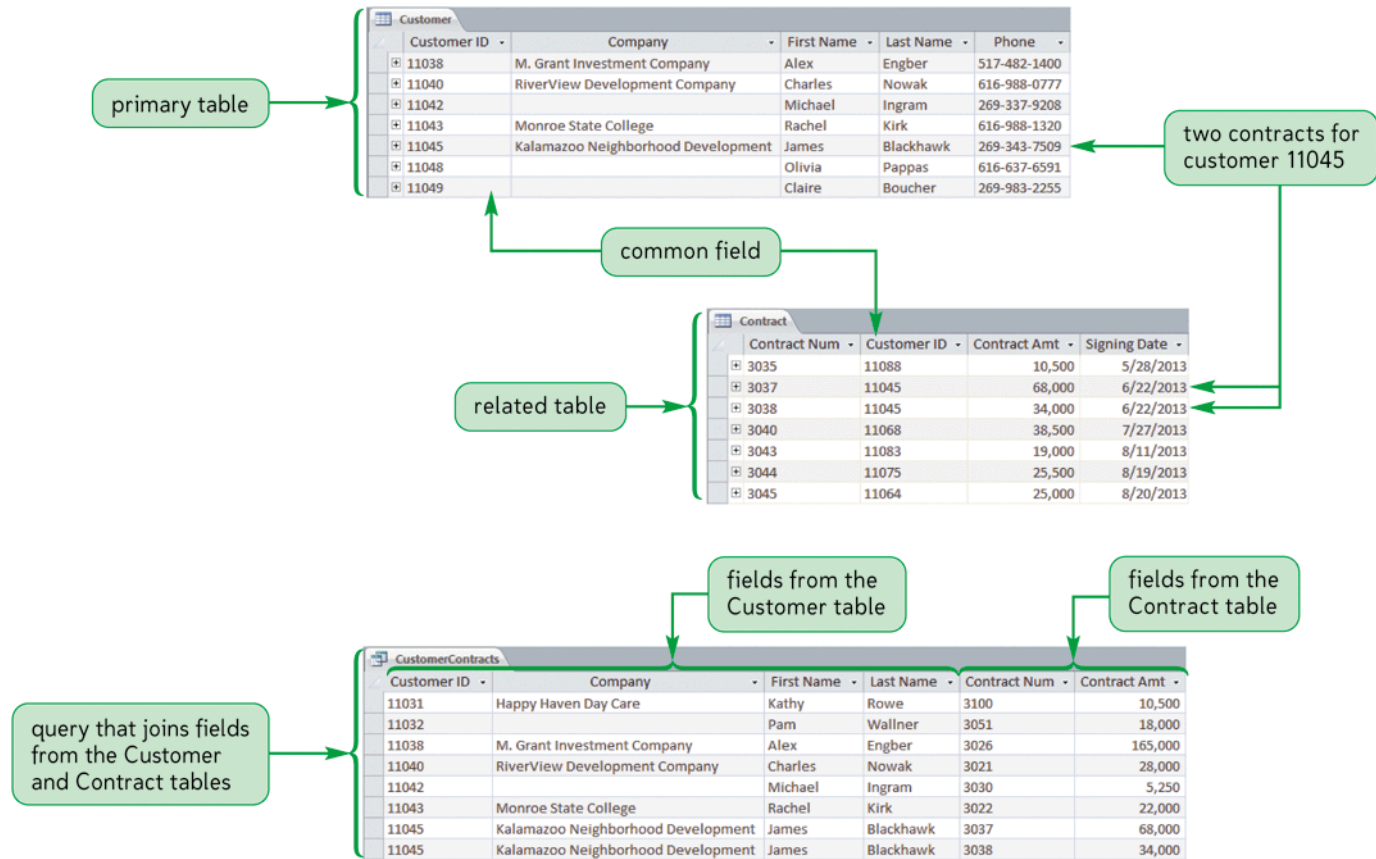 Customer
Customer ID Company First Name Last Name Phone
11038 M. Grant Investment Company Alex Engber 517-482-1400
11040 RiverView Development Company Charles Nowak 616-988-0777
11042 Michael Ingram 269-337-9208
11043 Monroe State College Rachel Kirk 616-988-1320
11045 Kalamazoo Neighborhood Development James Blackhawk 269-343-7509
11048 Olivia Pappas 616-637-6591
11049 Claire Boucher 269-983-2255
primary table
two contracts for
customer 11045
common field
Contract
Contract Num Customer ID Contract Amt Signing Date
3035 11088 10,500 5/28/2013
3037 11045 68,000 6/22/2013
3038 11045 34,000 6/22/2013
3040 11068 38,500 7/27/2013
3043 11083 19,000 8/11/2013
3044 11075 25,500 8/19/2013
3045 11064 25,000 8/20/2013
related table
fields from the
Customer table
fields from the
Contract table
CustomerContracts
Customer ID Company First Name Last Name Contract Num Contract Amt
11031 Happy Haven Day Care Kathy Rowe 3100 10,500
11032 Pam Wallner 3051 18,000
11038 M. Grant Investment Company Alex Engber 3026 165,000
11040 RiverView Development Company Charles Nowak 3021 28,000
11042 Michael Ingram 3030 5,250
11043 Monroe State College Rachel Kirk 3022 22,000
11045 Kalamazoo Neighborhood Development James Blackhawk 3037 68,000
11045 Kalamazoo Neighborhood Development James Blackhawk 3038 34,000
query that joins fields
from the Customer
and Contract tables